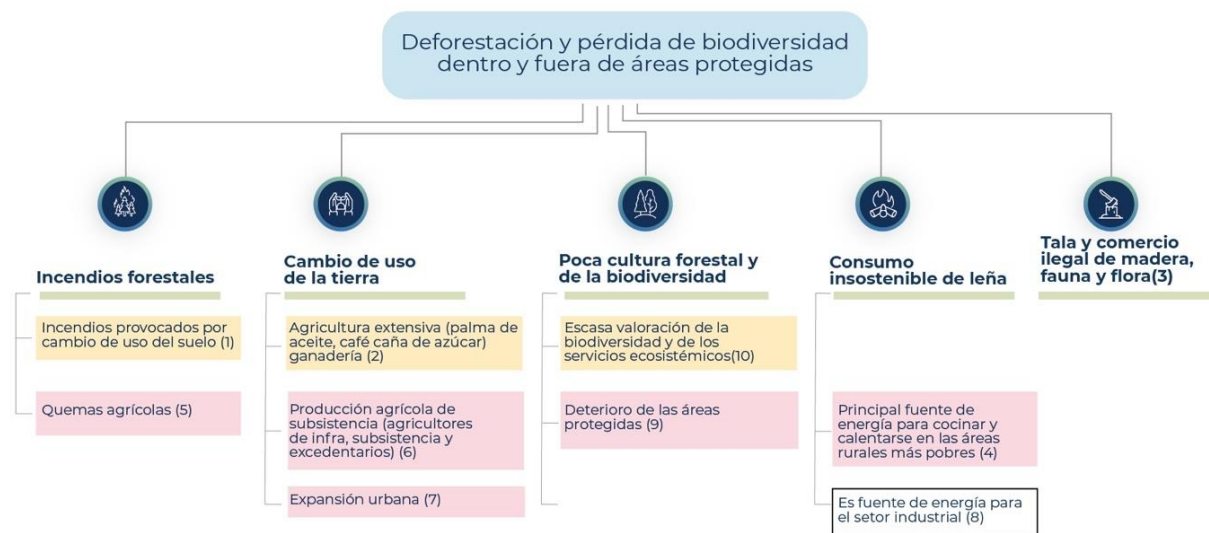 Deforestación y pérdida de biodiversidad
dentro y fuera de áreas protegidas
Incendios forestales
Incendios provocados por
cambio de uso del suelo (1)
Quemas agrícolas (5)
Cambio de uso
de la tierra
Agricultura extensiva (palma de
aceite, café caña de azúcar)
ganadería (2)
Producción agrícola de
subsistencia (agricultores
de infra, subsistencia y
excedentarios) (6)
Expansión urbana (7)
Poca cultura forestal y
de la biodiversidad
Escasa valoración de la
biodiversidad y de los
servicios ecosistémicos(10)
Deterioro de las áreas
protegidas (9)
Consumo
insostenible de leña
Principal fuente de
energía para cocinar y
calentarse en las áreas
rurales más pobres (4)
Es fuente de energía para
el setor industrial (8)
Tala y comercio
ilegal de madera,
fauna y flora(3)